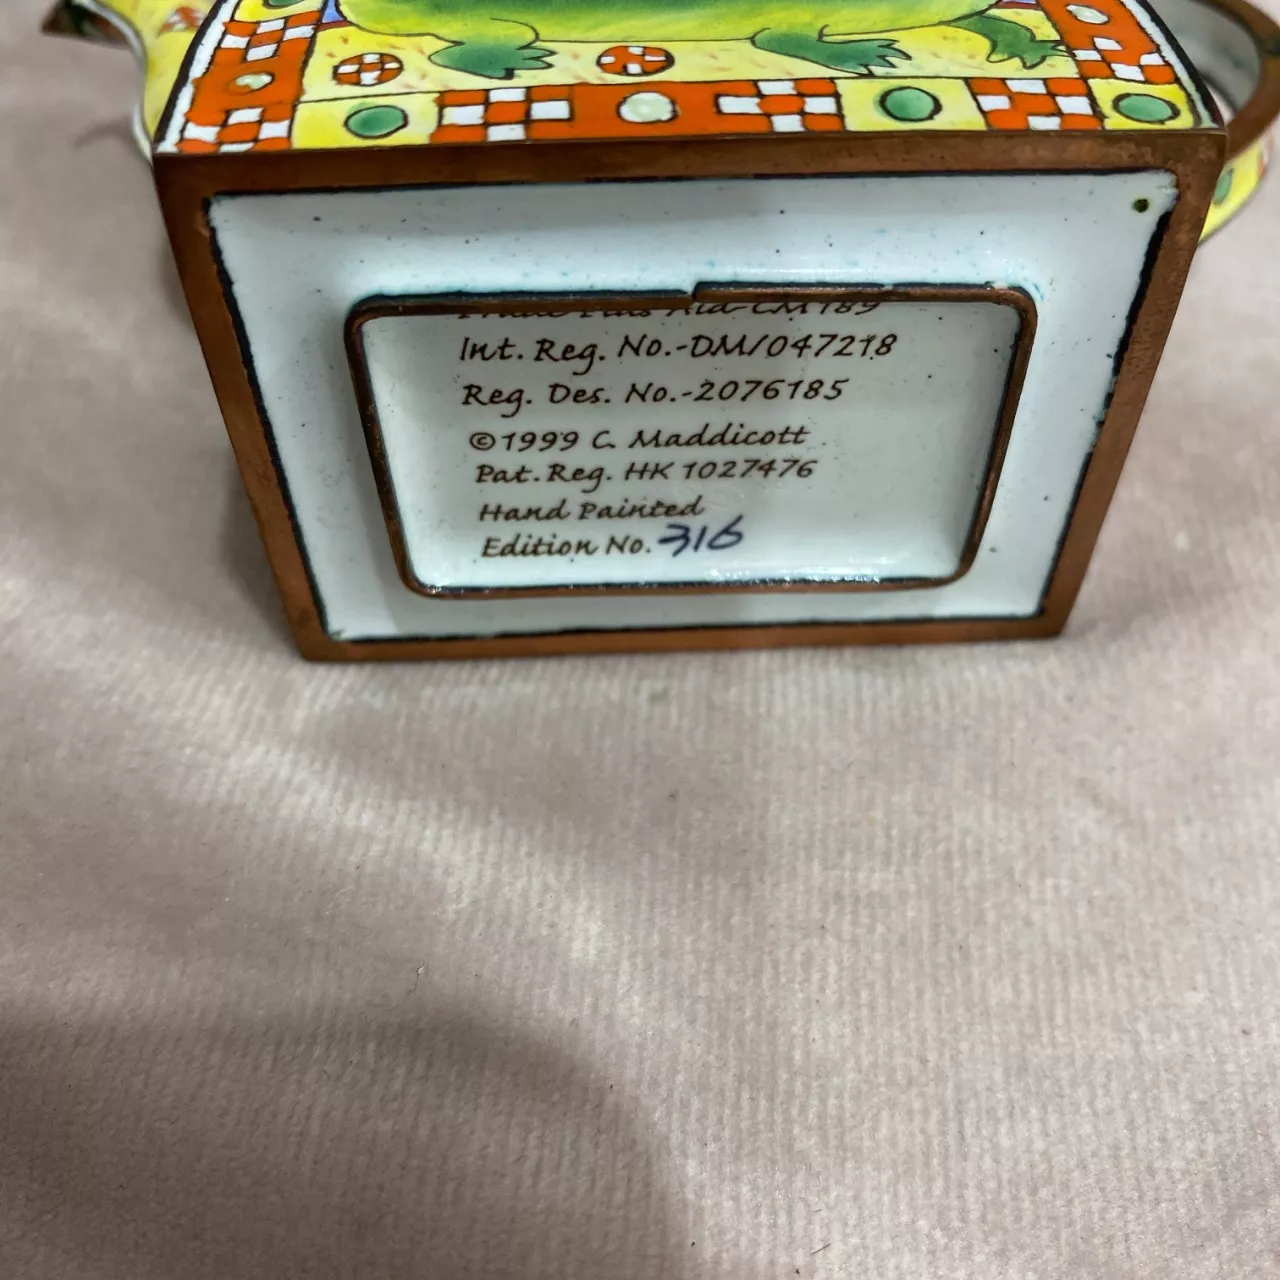 CM189
Int. Reg. No.-DM/047218
Reg. Des. No.-2076185
©1999 C. Maddicott
Pat. Reg. HK 1027476
Hand Painted
Edition No. 316